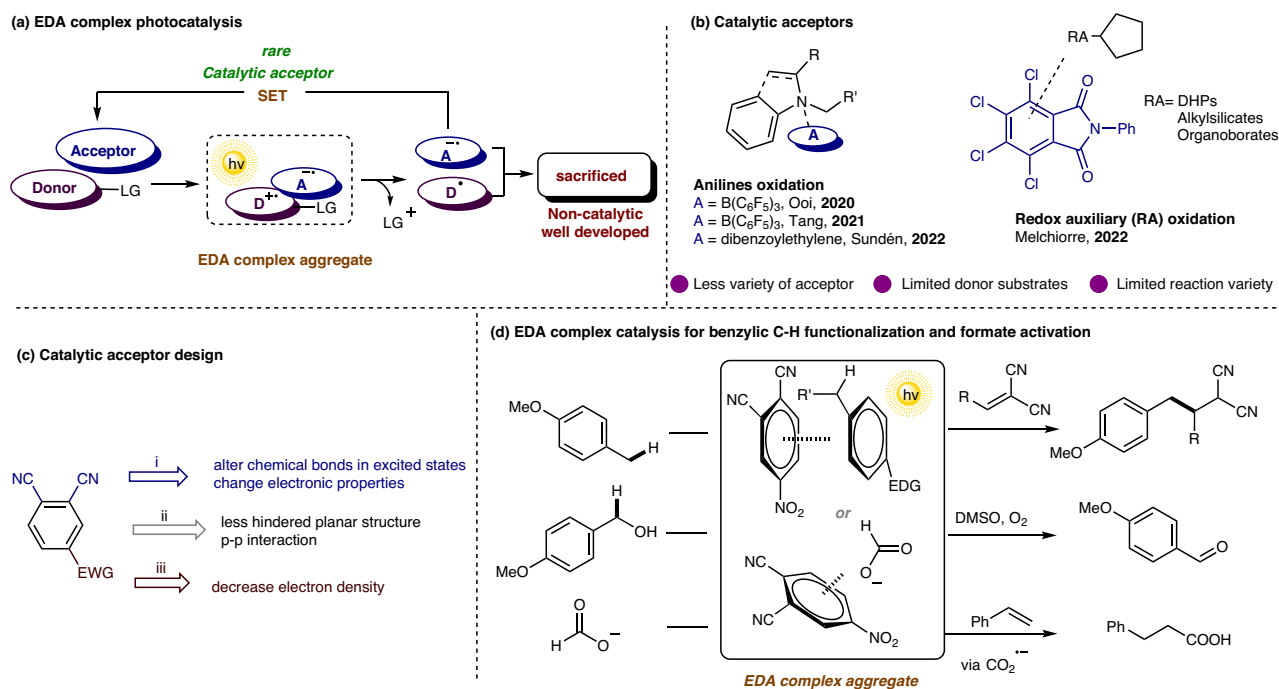 (a) EDA complex photocatalysis
rare
Catalytic acceptor
SET
Acceptor
Donor
LG
hν
A−·
D+·
LG
LG
+
A−·
D·
sacrificed
Non-catalytic
well developed
EDA complex aggregate
(b) Catalytic acceptors
R
N
R'
A
Anilines oxidation
A = B(C6F5)3, Ooi, 2020
A = B(C6F5)3, Tang, 2021
A = dibenzoylethylene, Sundén, 2022
RA
Cl
Cl
Cl
Cl
O
N
Ph
O
RA= DHPs
Alkylsilicates
Organoborates
Redox auxiliary (RA) oxidation
Melchiorre, 2022
Less variety of acceptor
Limited donor substrates
Limited reaction variety
(c) Catalytic acceptor design
NC
CN
EWG
i
alter chemical bonds in excited states
change electronic properties
ii
less hindered planar structure
p-p interaction
iii
decrease electron density
(d) EDA complex catalysis for benzylic C-H functionalization and formate activation
MeO
H
H
OH
MeO
O
H
O−
CN
NC
NO2
H
R'
EDG
hν
or
NC
NC
NO2
H
O
O−
EDA complex aggregate
R
CN
CN
DMSO, O2
Ph
via CO2·−
CN
CN
R
MeO
MeO
O
Ph
COOH